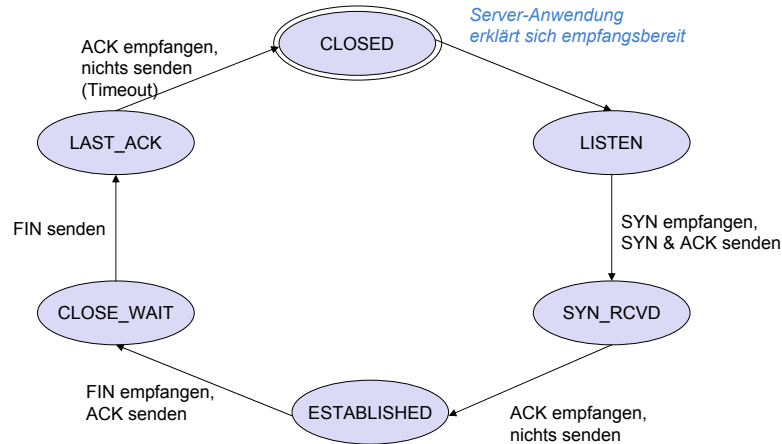 Server-Anwendung
erklärt sich empfangsbereit
CLOSED
ACK empfangen,
nichts senden
(Timeout)
LAST_ACK
LISTEN
FIN senden
SYN empfangen,
SYN & ACK senden
CLOSE_WAIT
SYN_RCVD
FIN empfangen,
ACK senden
ESTABLISHED
ACK empfangen,
nichts senden